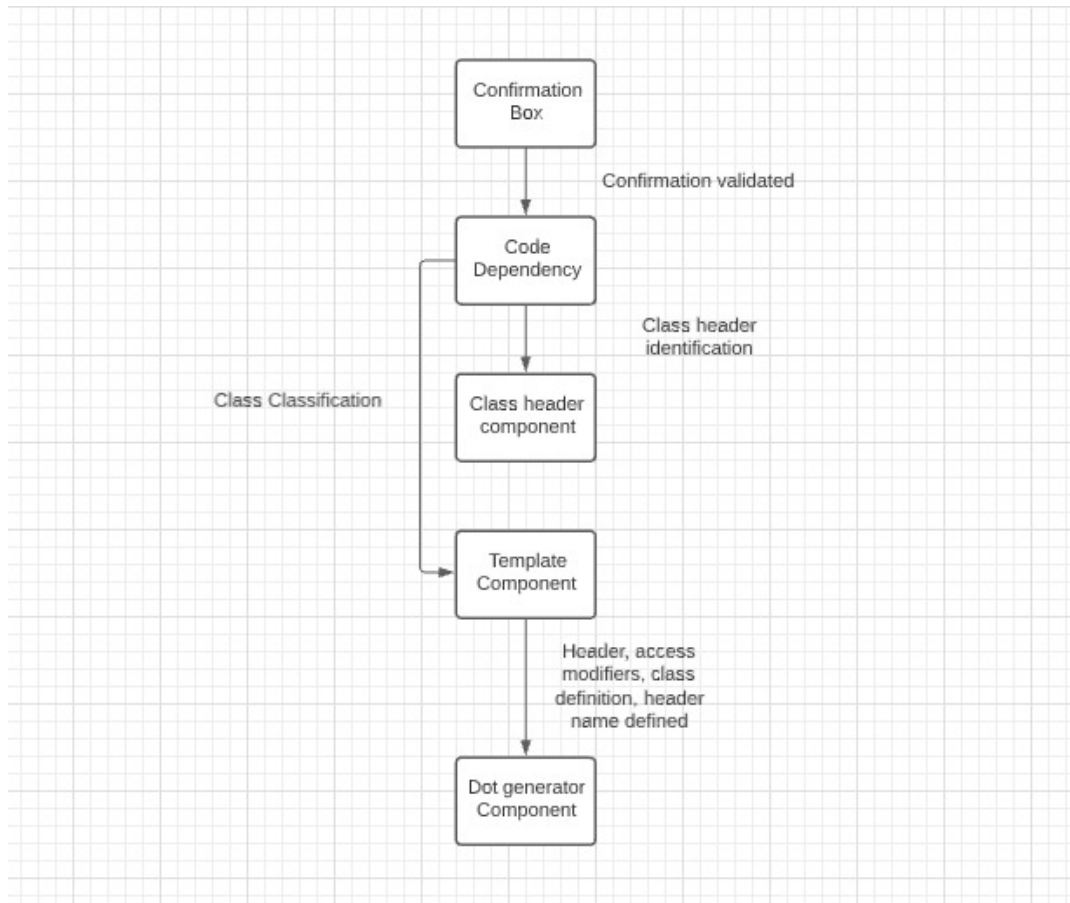 Confirmation
Box
Confirmation validated
Code
Dependency
Class header
identification
Class Classification
Class header
component
Template
Component
Header, access
modifiers, class
definition, header
name defined
Dot generator
Component